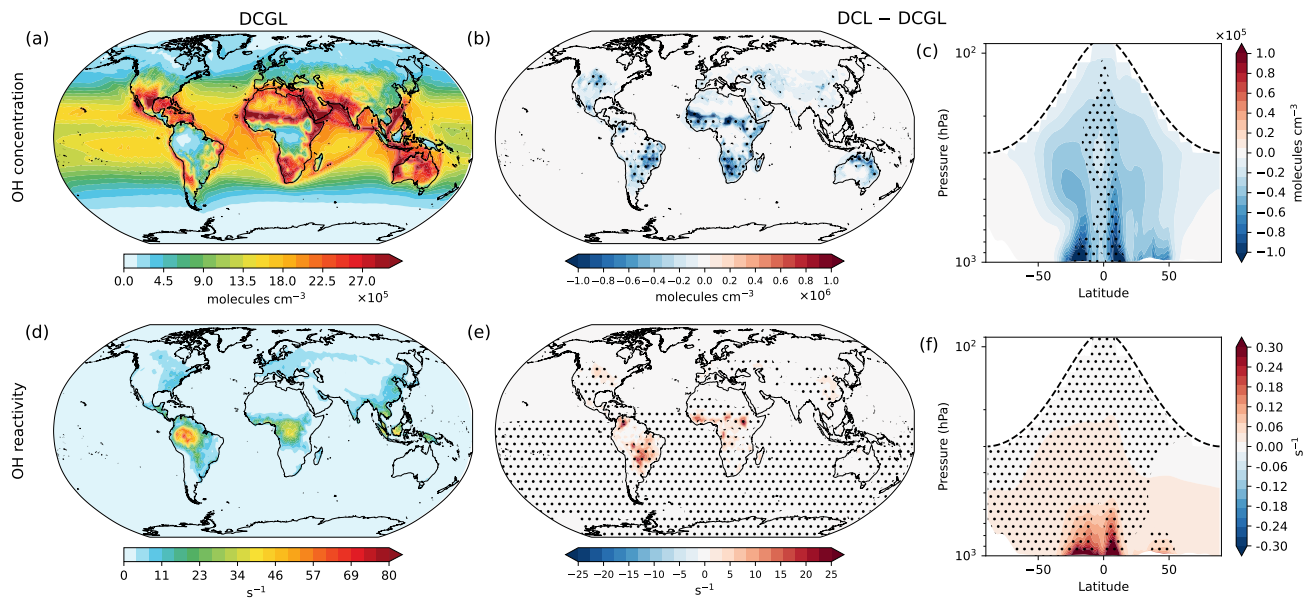 DCGL
DCL − DCGL
(a)
(b)
(c)
OH concentration
0.0 4.5 9.0 13.5 18.0 22.5 27.0
molecules cm⁻³
×10⁵
−1.0 −0.8 −0.6 −0.4 −0.2 0.0 0.2 0.4 0.6 0.8 1.0
molecules cm⁻³
×10⁶
Pressure (hPa)
10²
10³
−50 0 50
Latitude
×10⁵
1.0
0.8
0.6
0.4
0.2
0.0
−0.2
−0.4
−0.6
−0.8
−1.0
molecules cm⁻³
(d)
(e)
(f)
OH reactivity
0 11 23 34 46 57 69 80
s⁻¹
−25 −20 −15 −10 −5 0 5 10 15 20 25
s⁻¹
Pressure (hPa)
10²
10³
−50 0 50
Latitude
0.30
0.24
0.18
0.12
0.06
0.00
−0.06
−0.12
−0.18
−0.24
−0.30
s⁻¹